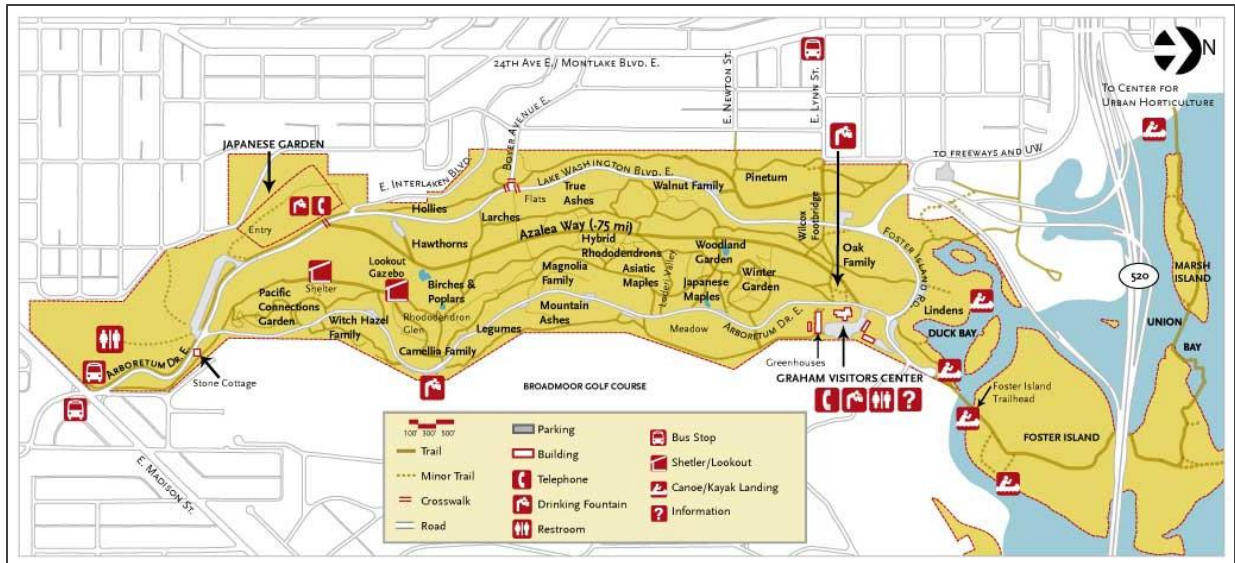 N
24TH AVE E./ MONTLAKE BLVD. E.
E. NEWTON ST.
E. LYNN ST.
TO CENTER FOR
URBAN HORTICULTURE
JAPANESE GARDEN
E. INTERLAKEN BLVD.
BOYER AVENUE E.
LAKE WASHINGTON BLVD. E.
TO FREEWAYS AND UW
Entry
Hollies
Flats
True
Ashes
Walnut Family
Pinetum
Larches
Hawthorns
Azalea Way (.75 mi)
Wilcox
Footbridge
Oak
Family
FOSTER ISLAND RD.
Lookout
Gazebo
Shelter
Birches &
Poplars
Hybrid
Rhododendrons
Magnolia
Family
Asiatic
Maples
Loderi Valley
Woodland
Garden
Japanese
Maples
Winter
Garden
520
MARSH
ISLAND
Pacific
Connections
Garden
Witch Hazel
Family
Rhododendron
Glen
Legumes
Mountain
Ashes
Meadow
ARBORETUM DR. E.
Lindens
DUCK BAY
UNION
BAY
Camellia Family
ARBORETUM DR. E.
Stone Cottage
Greenhouses
GRAHAM VISITORS CENTER
?
Foster Island
Trailhead
FOSTER ISLAND
BROADMOOR GOLF COURSE
E. MADISON ST.
100' 300' 500'
Trail
Minor Trail
Crosswalk
Road
Parking
Building
Telephone
Drinking Fountain
Restroom
Bus Stop
Shetler/Lookout
Canoe/Kayak Landing
? Information